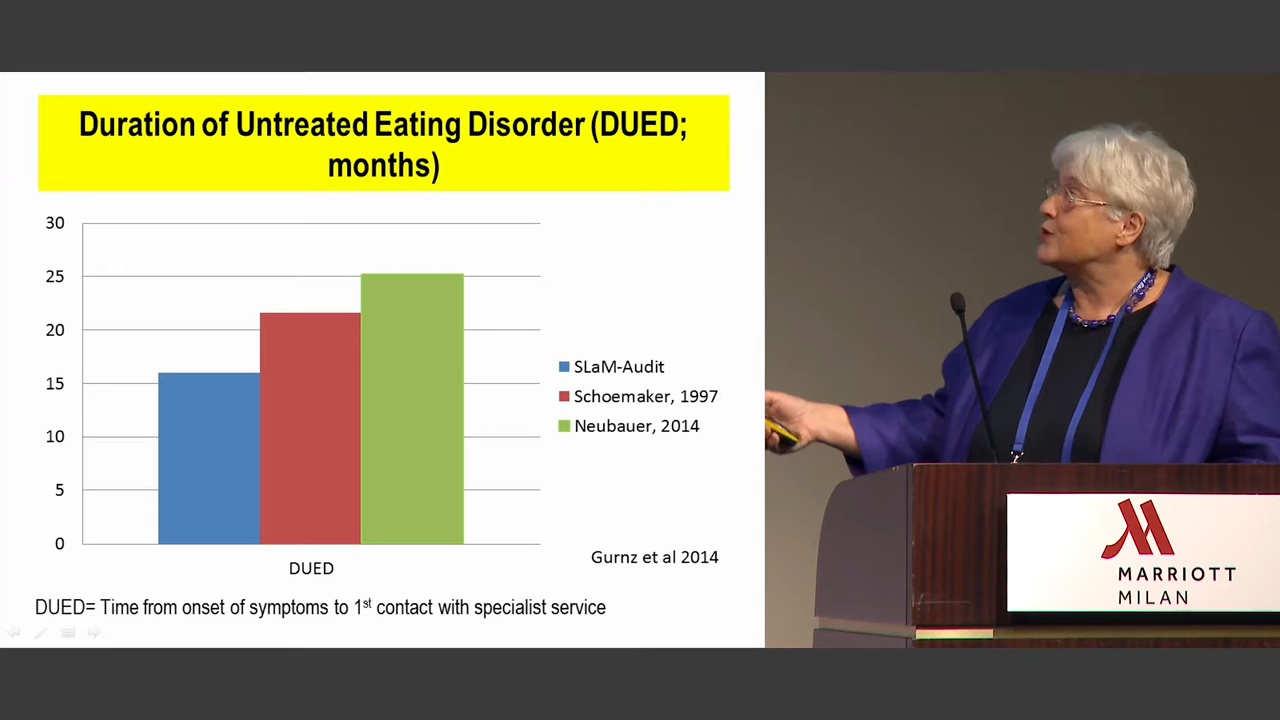 Duration of Untreated Eating Disorder (DUED;
months)
30
25
20
15
10
5
0
DUED
SLaM-Audit
Schoemaker, 1997
Neubauer, 2014
Gurnz et al 2014
DUED= Time from onset of symptoms to 1st contact with specialist service
MARRIOTT
MILAN